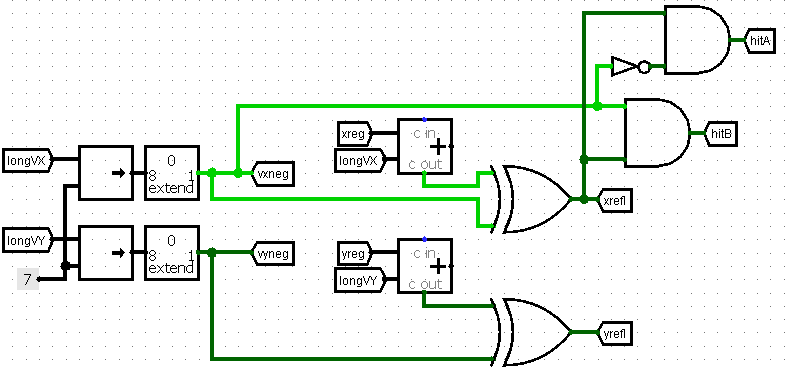 hitA
hitB
xreg
c in
longVX
+
c out
longVX
0
8 1
extend
vxneg
xrefl
longVY
0
8 1
extend
vyneg
7
yreg
c in
longVY
+
c out
yrefl